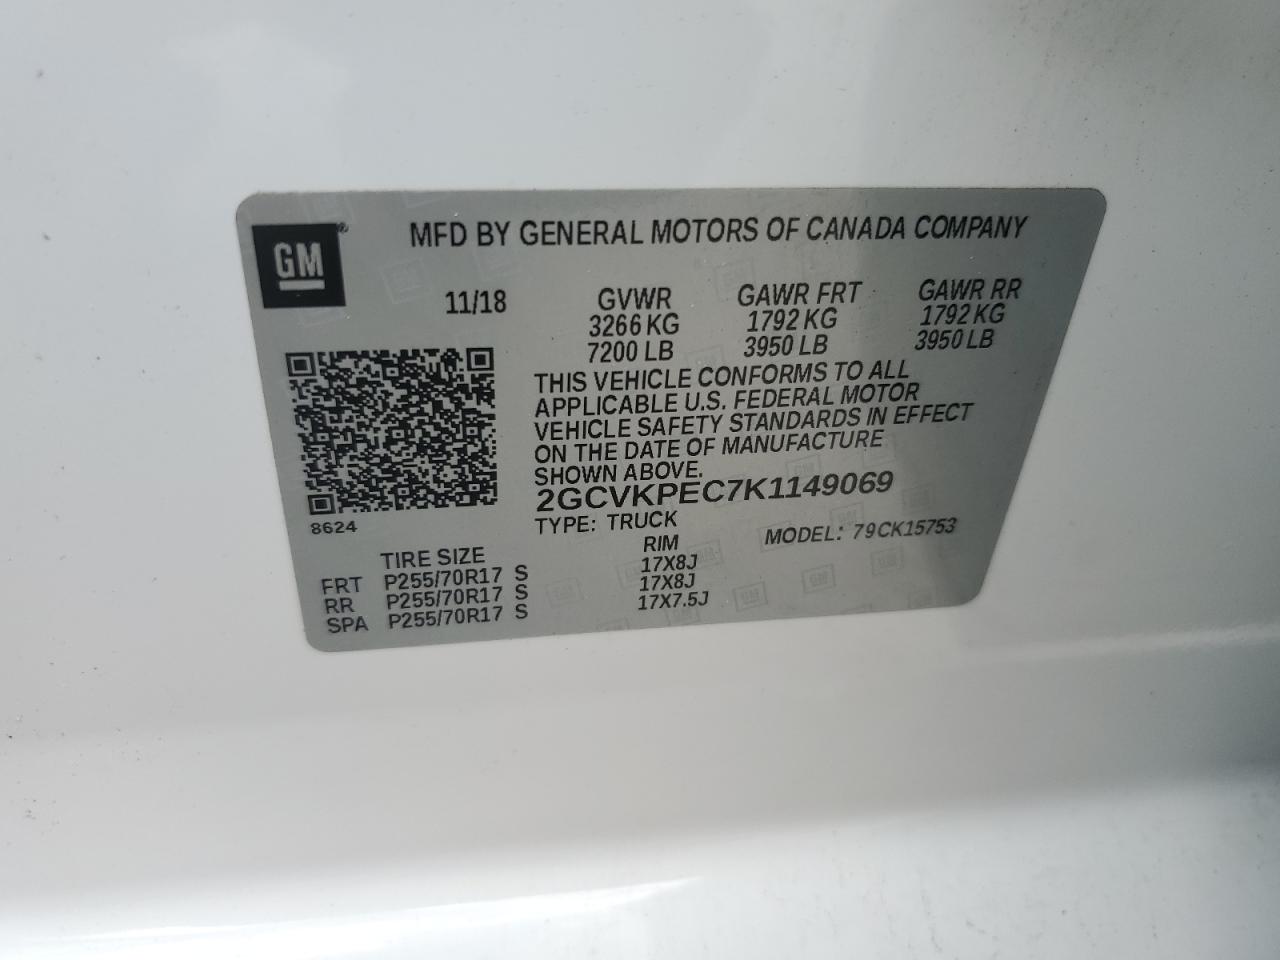 GM®
MFD BY GENERAL MOTORS OF CANADA COMPANY
11/18 GVWR GAWR FRT GAWR RR
3266 KG 1792 KG 1792 KG
7200 LB 3950 LB 3950 LB
THIS VEHICLE CONFORMS TO ALL
APPLICABLE U.S. FEDERAL MOTOR
VEHICLE SAFETY STANDARDS IN EFFECT
ON THE DATE OF MANUFACTURE
SHOWN ABOVE.
2GCVKPEC7K1149069
8624
TYPE: TRUCK MODEL: 79CK15753
TIRE SIZE RIM
FRT P255/70R17 S 17X8J
RR P255/70R17 S 17X8J
SPA P255/70R17 S 17X7.5J